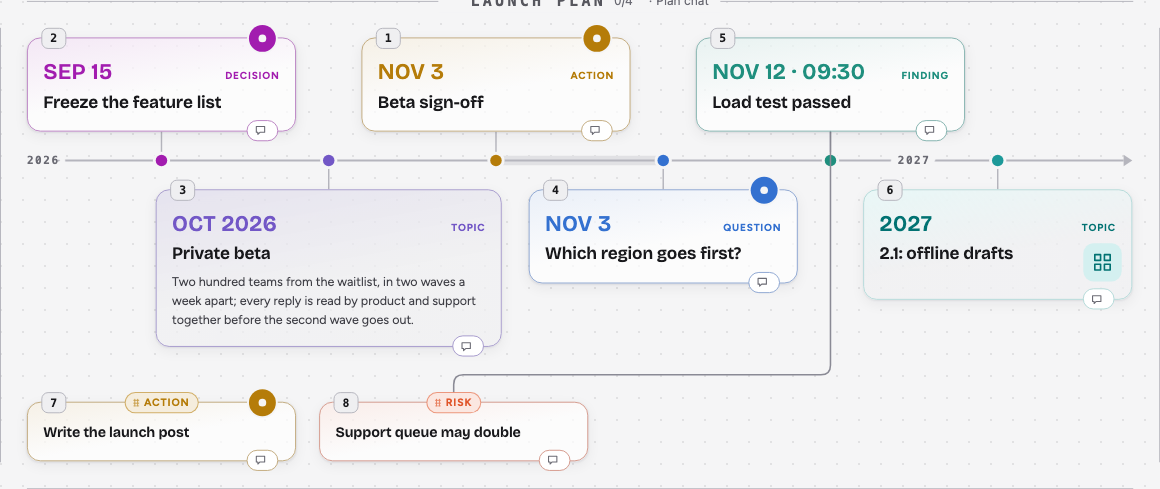 LAUNCH PLAN 0/4 · Plan chat
2
SEP 15 DECISION
Freeze the feature list
1
NOV 3 ACTION
Beta sign-off
5
NOV 12 · 09:30 FINDING
Load test passed
2026
2027
3
OCT 2026 TOPIC
Private beta
Two hundred teams from the waitlist, in two waves a
week apart; every reply is read by product and support
together before the second wave goes out.
4
NOV 3 QUESTION
Which region goes first?
6
2027 TOPIC
2.1: offline drafts
7 ACTION
Write the launch post
8 RISK
Support queue may double